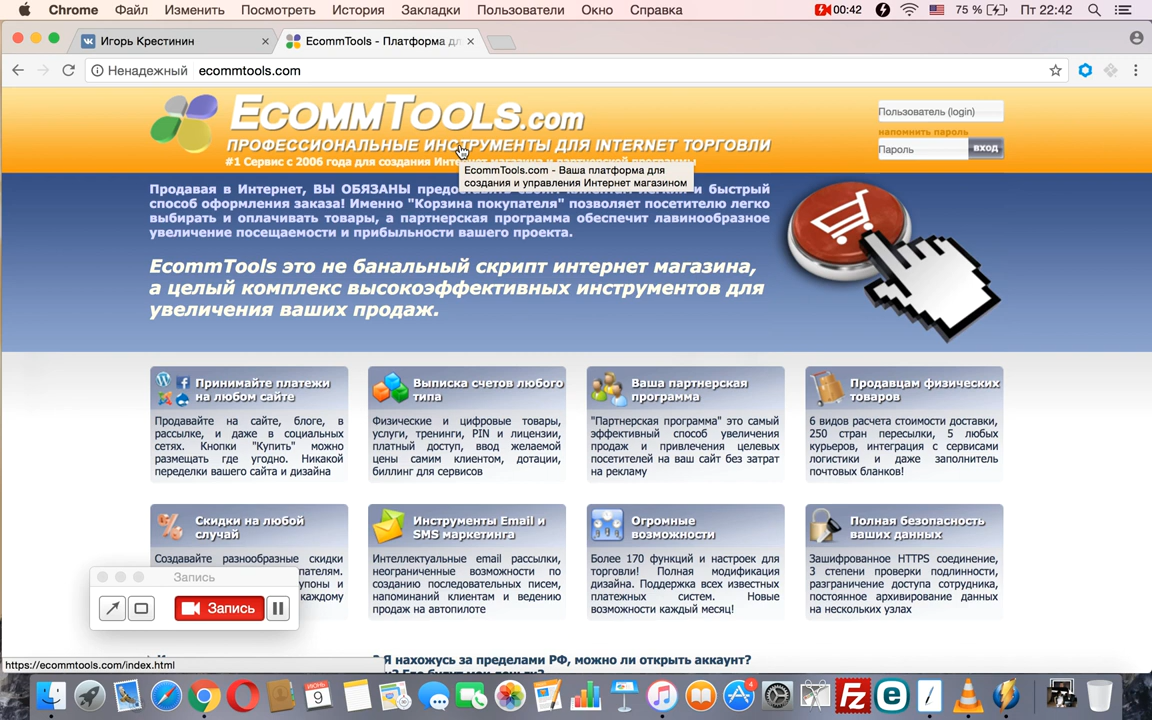 Chrome Файл Изменить Посмотреть История Закладки Пользователи Окно Справка 00:42 75 % Пт 22:42
Игорь Крестинин
EcommTools - Платформа дл
Ненадежный ecommtools.com
EcommTools.com
ПРОФЕССИОНАЛЬНЫЕ ИНСТРУМЕНТЫ ДЛЯ INTERNET ТОРГОВЛИ
#1 Сервис с 2006 года для создания Интернет магазина и партнерской программы
Пользователь (login)
напомнить пароль
Пароль
вход
EcommTools.com - Ваша платформа для
создания и управления Интернет магазином
Продавая в Интернет, ВЫ ОБЯЗАНЫ и быстрый
способ оформления заказа! Именно "Корзина покупателя" позволяет посетителю легко
выбирать и оплачивать товары, а партнерская программа обеспечит лавинообразное
увеличение посещаемости и прибыльности вашего проекта.
EcommTools это не банальный скрипт интернет магазина,
а целый комплекс высокоэффективных инструментов для
увеличения ваших продаж.
Принимайте платежи
на любом сайте
Продавайте на сайте, блоге, в
рассылке, и даже в социальных
сетях. Кнопки "Купить" можно
размещать где угодно. Никакой
переделки вашего сайта и дизайна
Выписка счетов любого
типа
Физические и цифровые товары,
услуги, тренинги, PIN и лицензии,
платный доступ, ввод желаемой
цены самим клиентом, дотации,
биллинг для сервисов
Ваша партнерская
программа
"Партнерская программа" это самый
эффективный способ увеличения
продаж и привлечения целевых
посетителей на ваш сайт без затрат
на рекламу
Продавцам физических
товаров
6 видов расчета стоимости доставки,
250 стран пересылки, 5 любых
курьеров, интеграция с сервисами
логистики и даже заполнитель
почтовых бланков!
Скидки на любой
случай
Создавайте разнообразные скидки
Инструменты Email и
SMS маркетинга
Интеллектуальные email рассылки,
неограниченные возможности по
созданию последовательных писем,
напоминаний клиентам и ведению
продаж на автопилоте
Огромные
возможности
Более 170 функций и настроек для
торговли! Полная модификация
дизайна. Поддержка всех известных
платежных систем. Новые
возможности каждый месяц!
Полная безопасность
ваших данных
Зашифрованное HTTPS соединение,
3 степени проверки подлинности,
разграничение доступа сотрудника,
постоянное архивирование данных
на нескольких узлах
Запись
Запись
каждому
? Я нахожусь за пределами РФ, можно ли открыть аккаунт?
https://ecommtools.com/index.html
ИЮНЬ
9
4